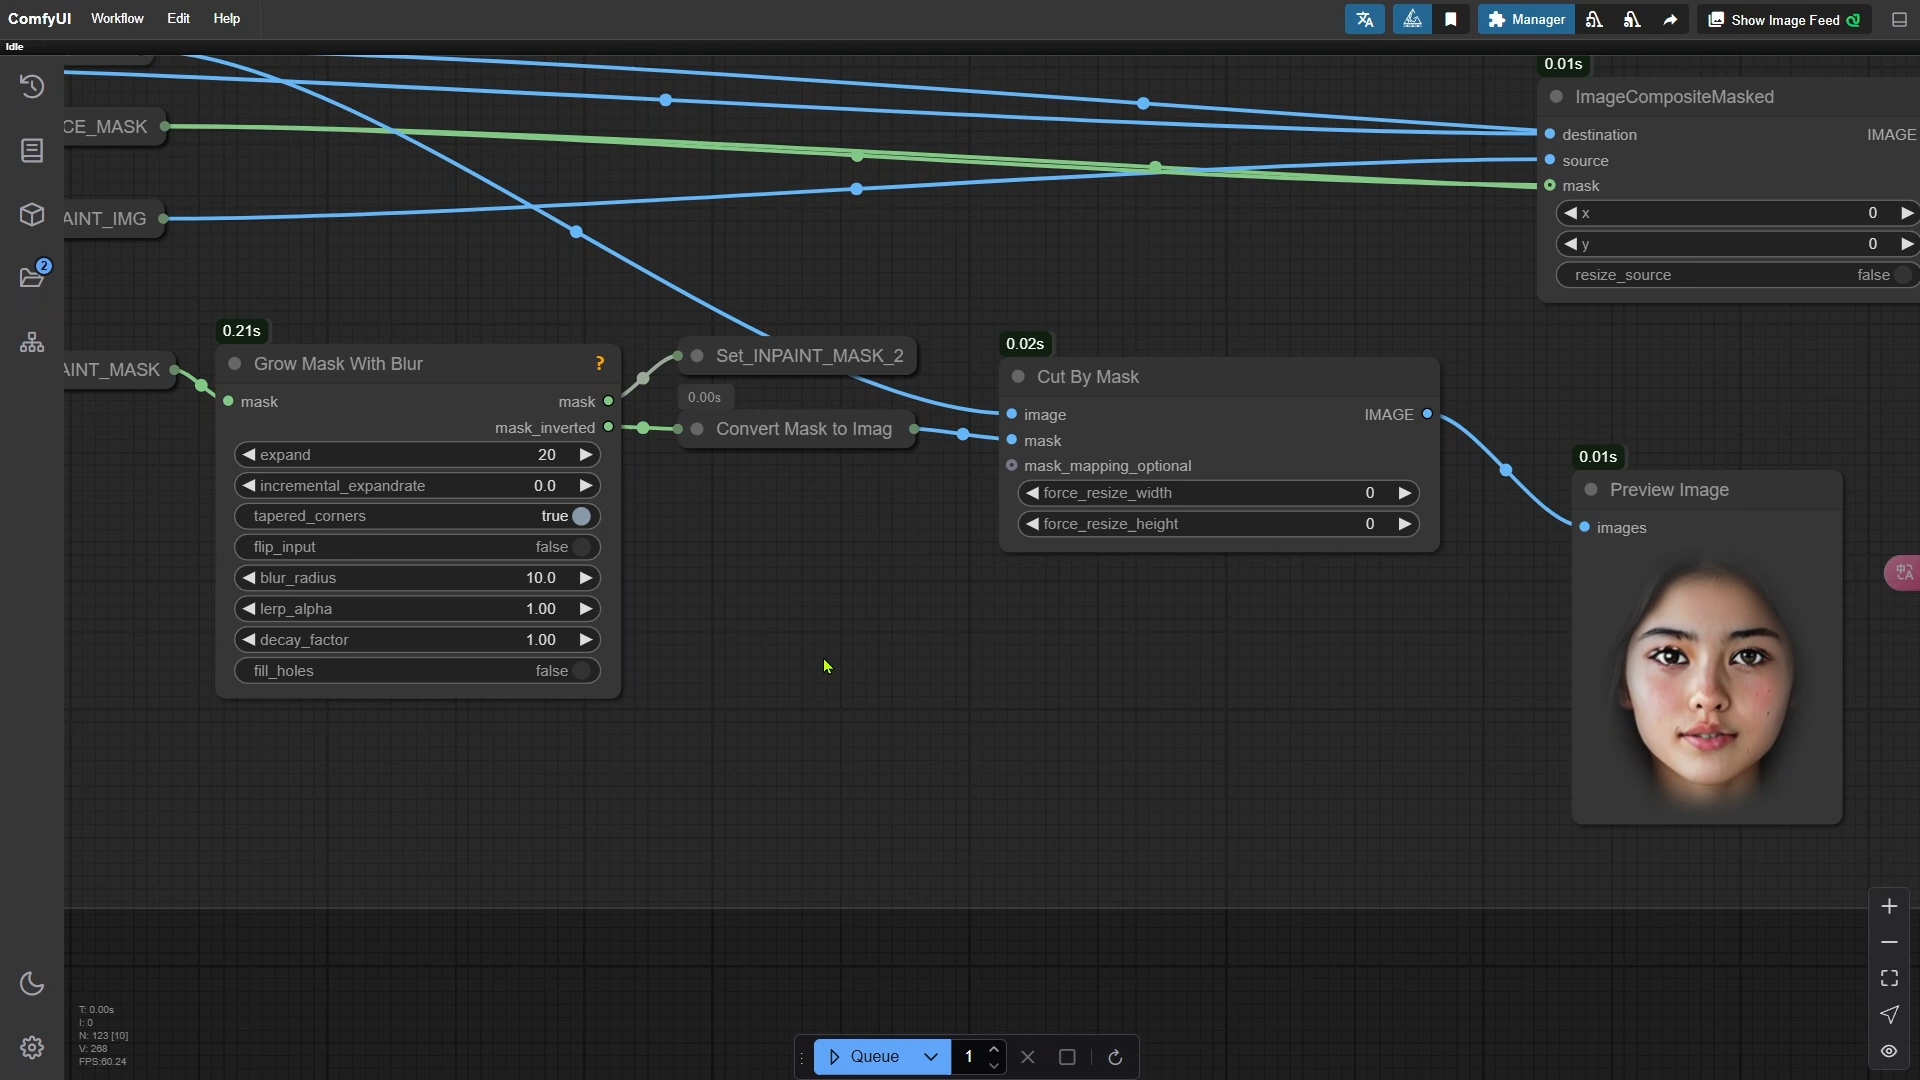 ComfyUI Workflow Edit Help
Manager
Show Image Feed
Idle
0.01s
ImageCompositeMasked
destination IMAGE
source
mask
x 0
y 0
resize_source false
CE_MASK
AINT_IMG
2
AINT_MASK
0.21s
Grow Mask With Blur ?
mask mask
mask_inverted
expand 20
incremental_expandrate 0.0
tapered_corners true
flip_input false
blur_radius 10.0
lerp_alpha 1.00
decay_factor 1.00
fill_holes false
Set_INPAINT_MASK_2
0.00s
Convert Mask to Imag
0.02s
Cut By Mask
image IMAGE
mask
mask_mapping_optional
force_resize_width 0
force_resize_height 0
0.01s
Preview Image
images
T: 0.00s
I: 0
N: 123 [10]
V: 268
FPS:60.24
Queue 1